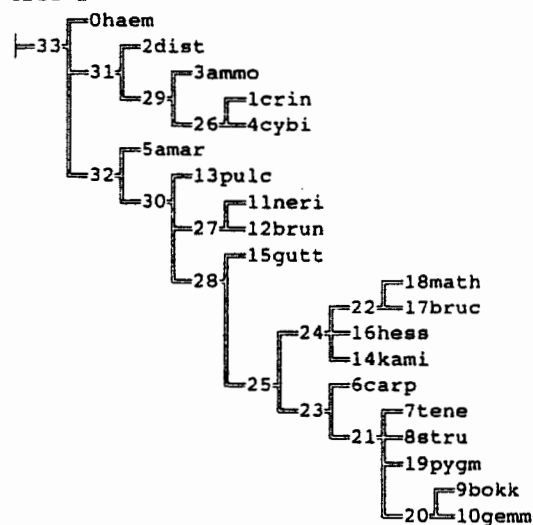 0haem
33 2dist
31 3ammo
29 1crin
26 4cybi
5amar
32 13pulc
30 11neri
27 12brun
15gutt
28 18math
22 17bruc
24 16hess
14kami
25 6carp
23 7tene
21 8stru
19pygm
9bokk
20 10gemm